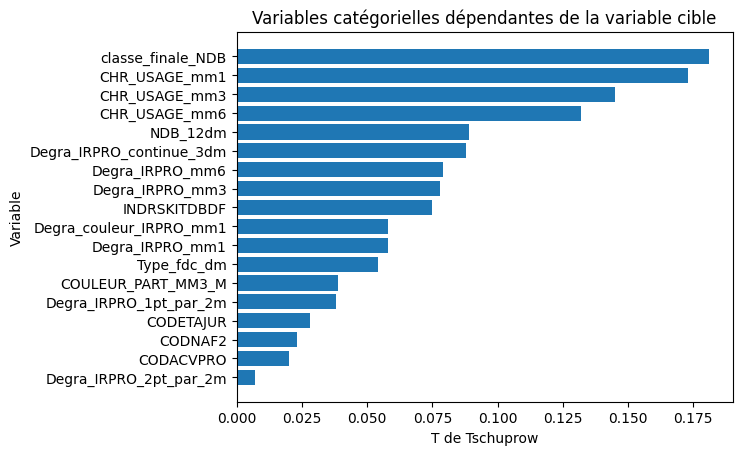 Variables catégorielles dépendantes de la variable cible
Variable
classe_finale_NDB
CHR_USAGE_mm1
CHR_USAGE_mm3
CHR_USAGE_mm6
NDB_12dm
Degra_IRPRO_continue_3dm
Degra_IRPRO_mm6
Degra_IRPRO_mm3
INDRSKITDBDF
Degra_couleur_IRPRO_mm1
Degra_IRPRO_mm1
Type_fdc_dm
COULEUR_PART_MM3_M
Degra_IRPRO_1pt_par_2m
CODETAJUR
CODNAF2
CODACVPRO
Degra_IRPRO_2pt_par_2m
0.000 0.025 0.050 0.075 0.100 0.125 0.150 0.175
T de Tschuprow